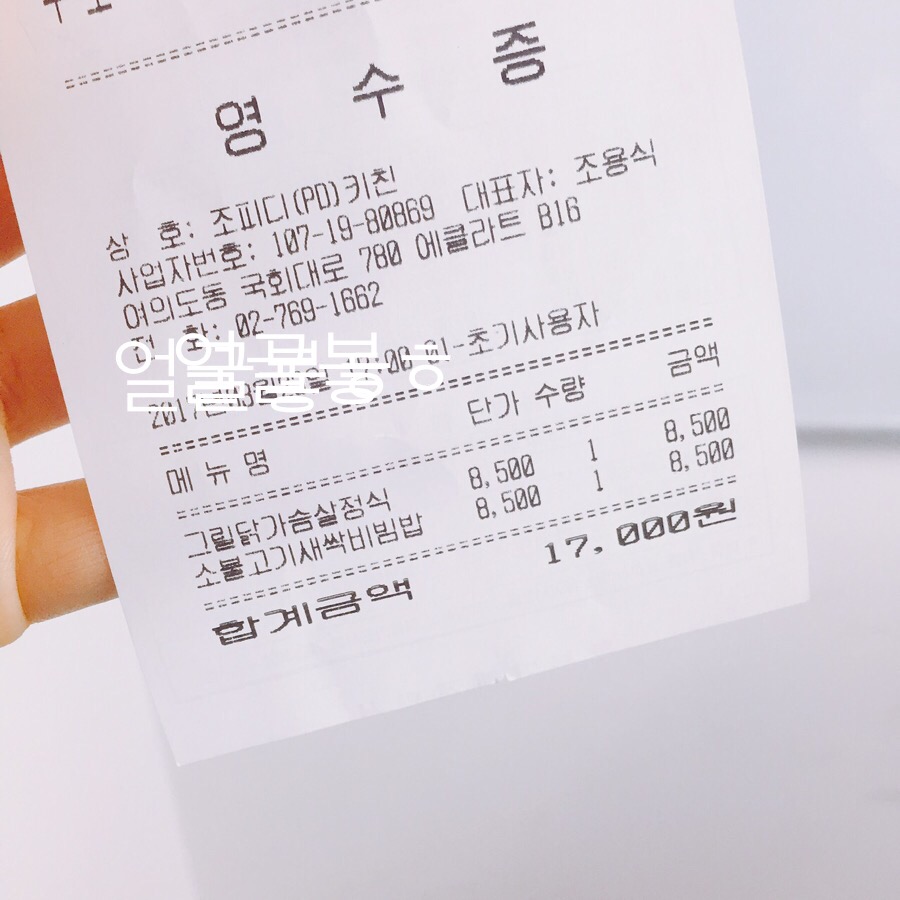 영 수 증
상 호: 조피디(PD)키친
사업자번호: 107-19-80869 대표자: 조용식
여의도동 국회대로 780 에클라트 B16
전 화: 02-769-1662
-초기사용자
메 뉴 명 단가 수량 금액
그릴닭가슴살정식 8,500 1 8,500
소불고기새싹비빔밥 8,500 1 8,500
합계금액 17,000원